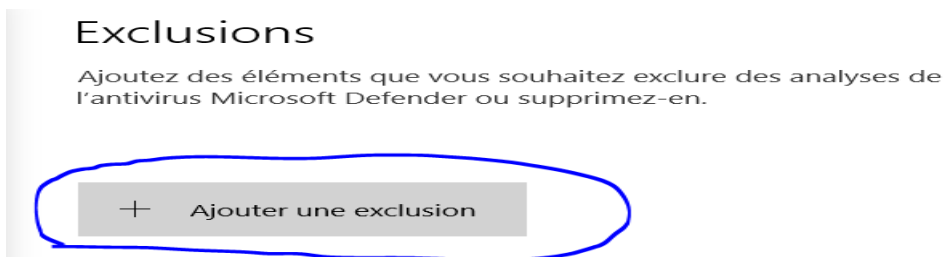 Exclusions
Ajoutez des éléments que vous souhaitez exclure des analyses de
l’antivirus Microsoft Defender ou supprimez-en.
+ Ajouter une exclusion